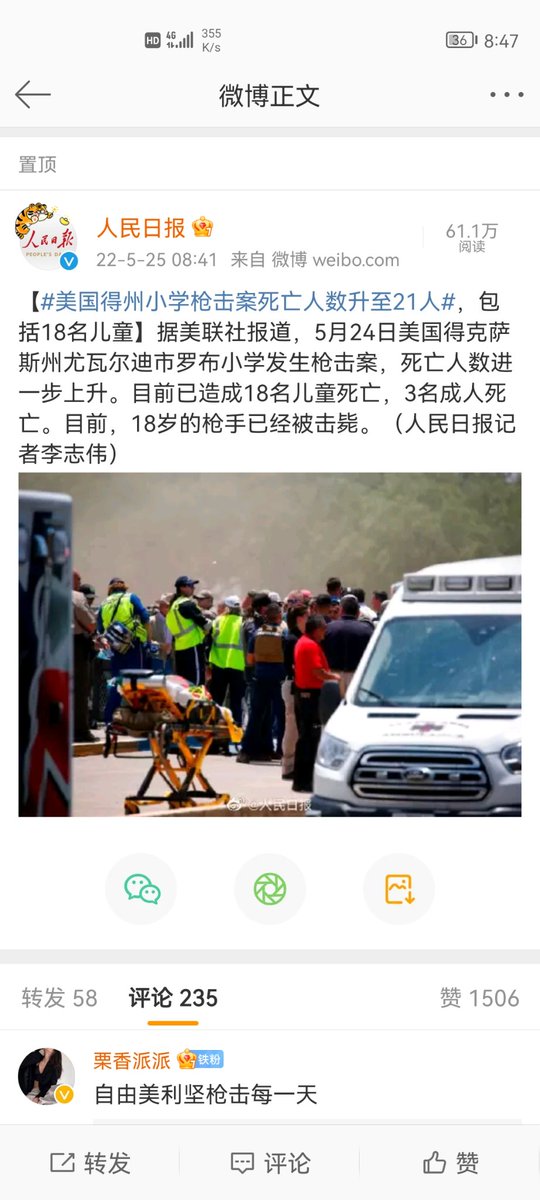 HD 4G 355 K/s 36 8:47
微博正文
置顶
人民日报
PEOPLE'S DA
人民日报
61.1万
阅读
22-5-25 08:41 来自 微博 weibo.com
【#美国得州小学枪击案死亡人数升至21人#，包
括18名儿童】据美联社报道，5月24日美国得克萨
斯州尤瓦尔迪市罗布小学发生枪击案，死亡人数进
一步上升。目前已造成18名儿童死亡，3名成人死
亡。目前，18岁的枪手已经被击毙。（人民日报记
者李志伟）
@人民日报
转发 58 评论 235 赞 1506
栗香派派 铁粉
自由美利坚枪击每一天
转发 评论 赞